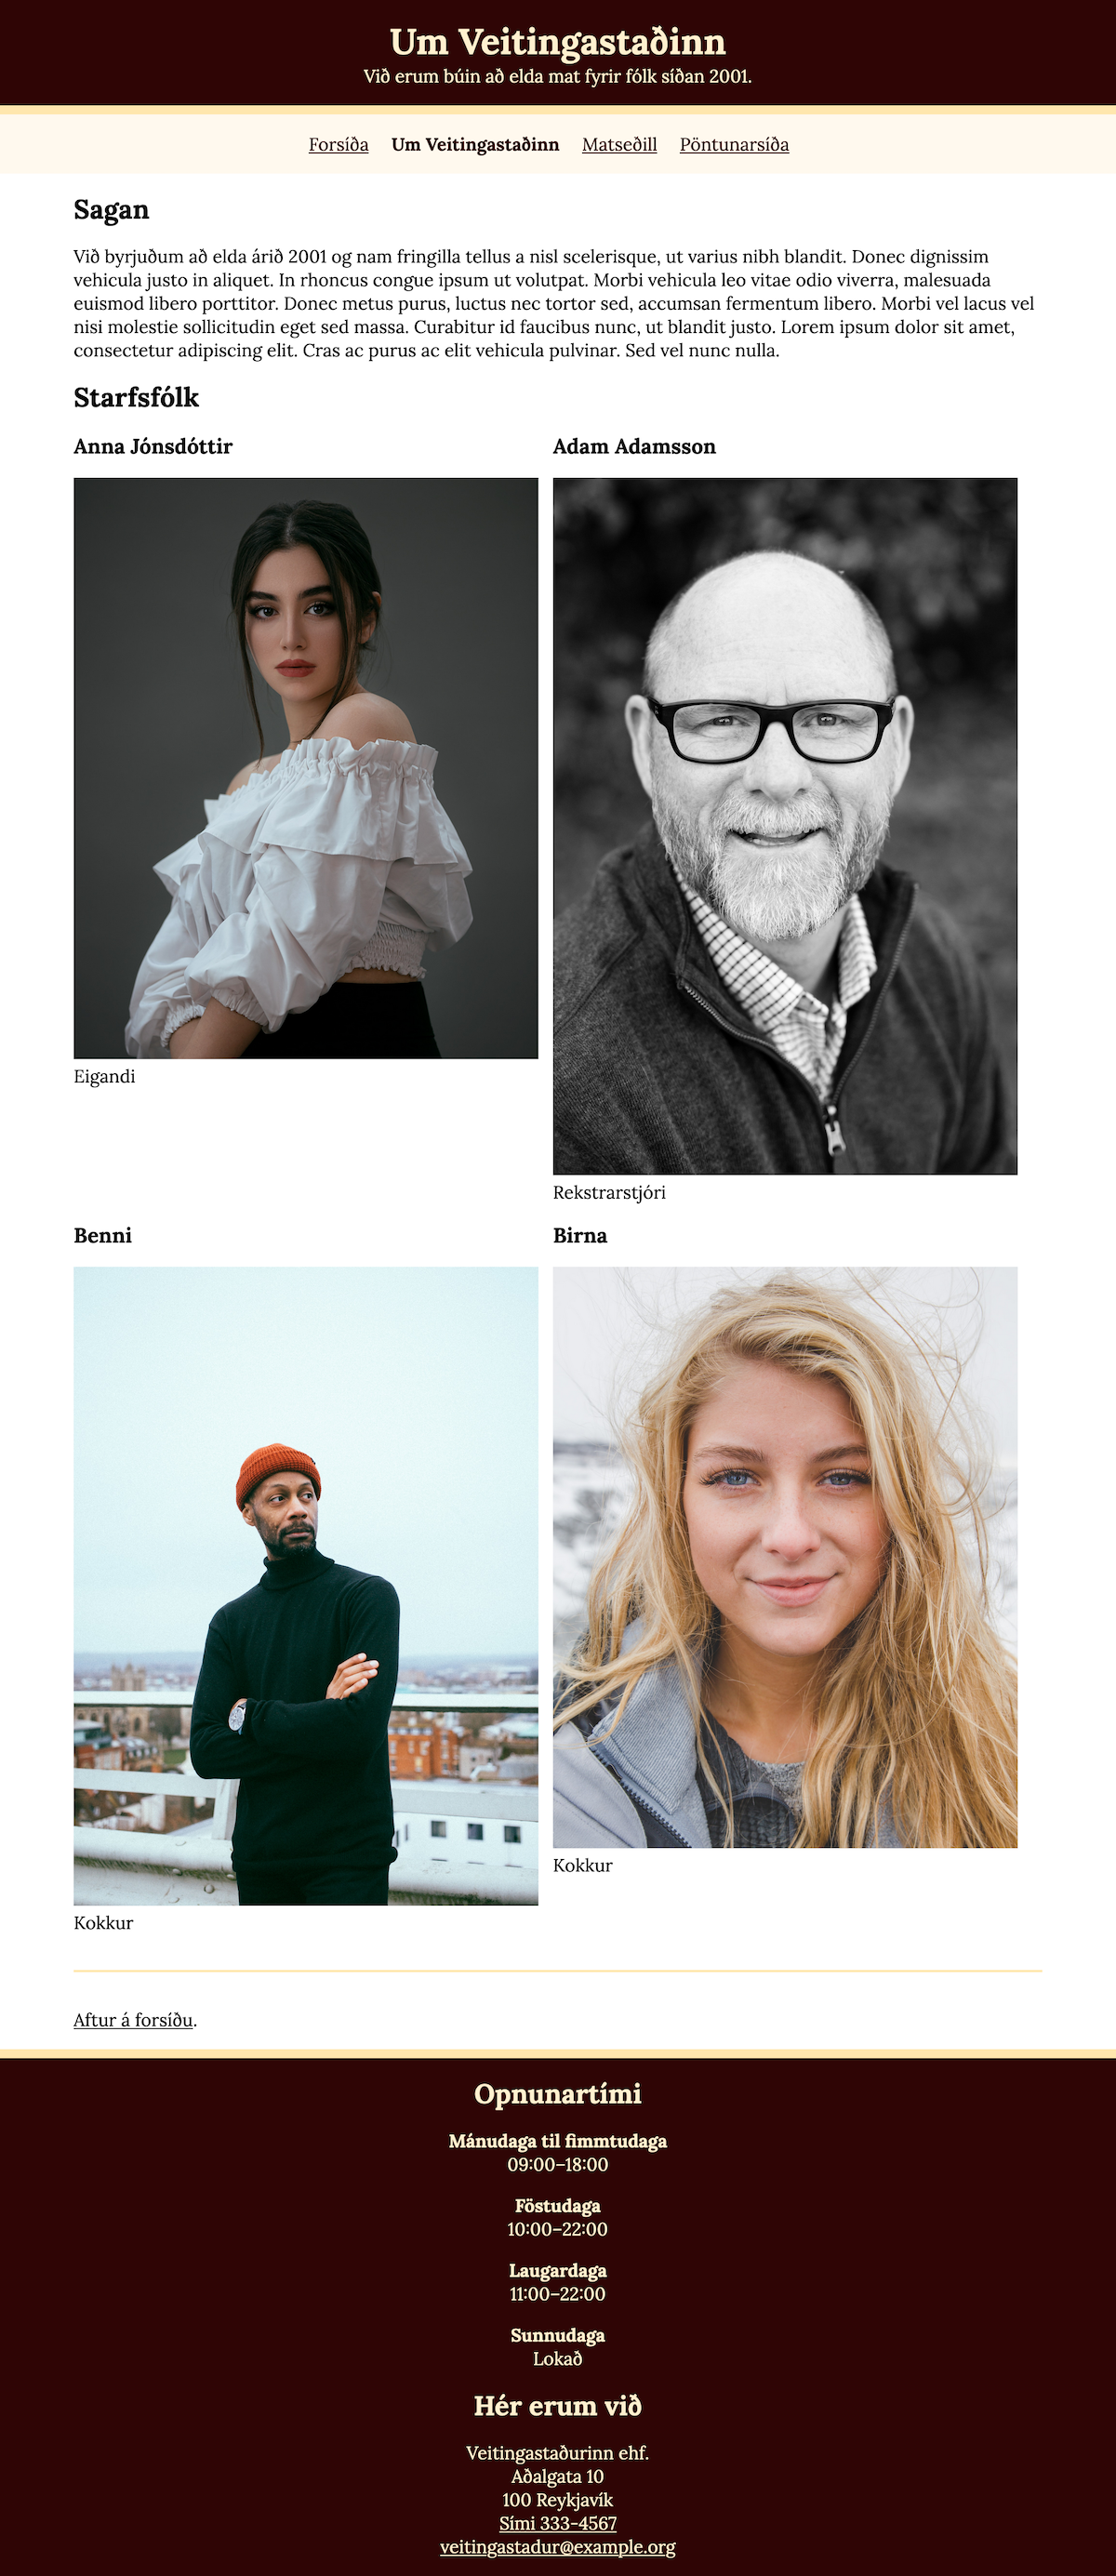 Um Veitingastaðinn
Við erum búin að elda mat fyrir fólk síðan 2001.
Forsíða Um Veitingastaðinn Matseðill Pöntunarsíða
Sagan
Við byrjuðum að elda árið 2001 og nam fringilla tellus a nisl scelerisque, ut varius nibh blandit. Donec dignissim
vehicula justo in aliquet. In rhoncus congue ipsum ut volutpat. Morbi vehicula leo vitae odio viverra, malesuada
euismod libero porttitor. Donec metus purus, luctus nec tortor sed, accumsan fermentum libero. Morbi vel lacus vel
nisi molestie sollicitudin eget sed massa. Curabitur id faucibus nunc, ut blandit justo. Lorem ipsum dolor sit amet,
consectetur adipiscing elit. Cras ac purus ac elit vehicula pulvinar. Sed vel nunc nulla.
Starfsfólk
Anna Jónsdóttir
Eigandi
Adam Adamsson
Rekstrarstjóri
Benni
Kokkur
Birna
Kokkur
Aftur á forsíðu.
Opnunartími
Mánudaga til fimmtudaga
09:00–18:00
Föstudaga
10:00–22:00
Laugardaga
11:00–22:00
Sunnudaga
Lokað
Hér erum við
Veitingastaðurinn ehf.
Aðalgata 10
100 Reykjavík
Sími 333-4567
veitingastadur@example.org